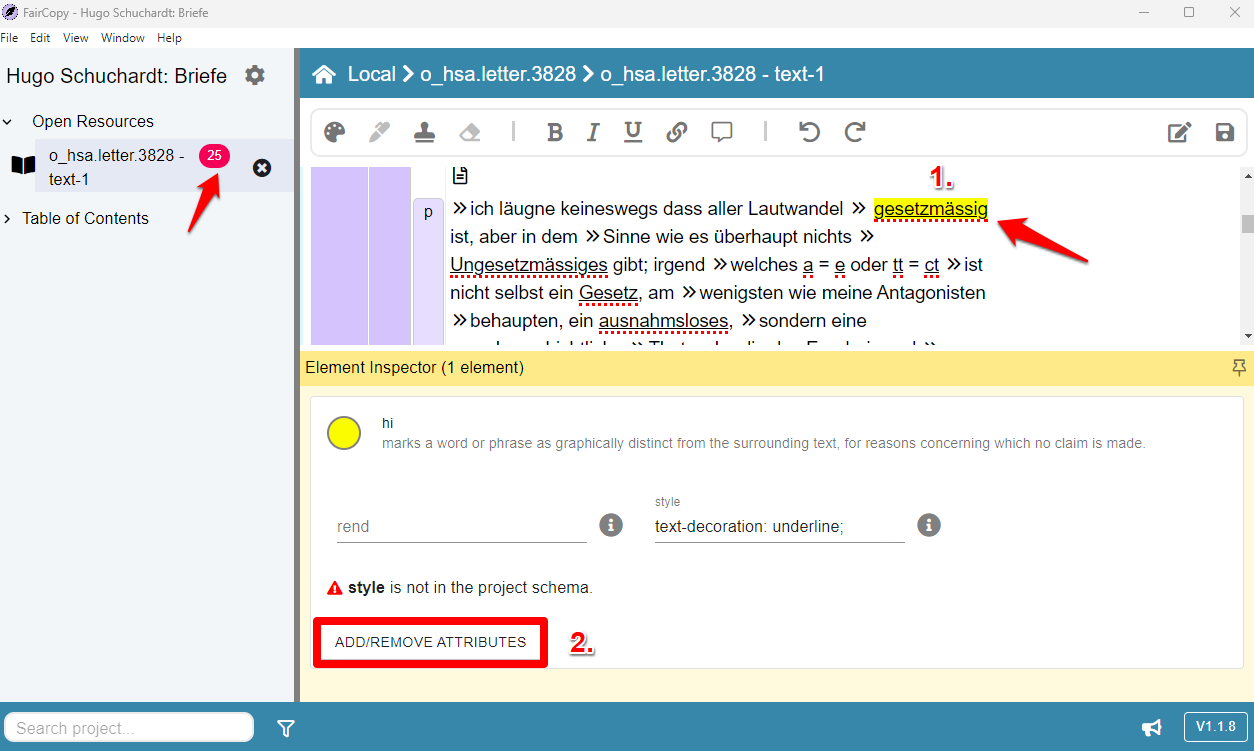 FairCopy - Hugo Schuchardt: Briefe
File Edit View Window Help
Hugo Schuchardt: Briefe
Open Resources
o_hsa.letter.3828 -
text-1
25
Table of Contents
Local > o_hsa.letter.3828 > o_hsa.letter.3828 - text-1
B I U
1.
p
»ich läugne keineswegs dass aller Lautwandel » gesetzmässig
ist, aber in dem »Sinne wie es überhaupt nichts »
Ungesetzmässiges gibt; irgend »welches a = e oder tt = ct »ist
nicht selbst ein Gesetz, am »wenigsten wie meine Antagonisten
»behaupten, ein ausnahmsloses, »sondern eine
Element Inspector (1 element)
hi
marks a word or phrase as graphically distinct from the surrounding text, for reasons concerning which no claim is made.
rend
style
text-decoration: underline;
style is not in the project schema.
ADD/REMOVE ATTRIBUTES
2.
Search project...
V1.1.8